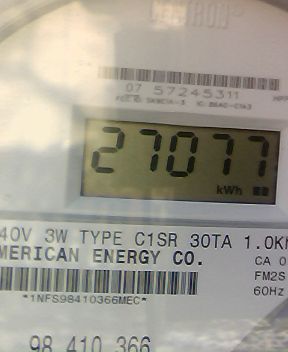 CENTRON
07 57245311
27077
kWh
40V 3W TYPE C1SR 30TA 1.0K
MERICAN ENERGY CO.
CA 0
FM2S
60Hz
*1NFS98410366MEC*
98 410 366